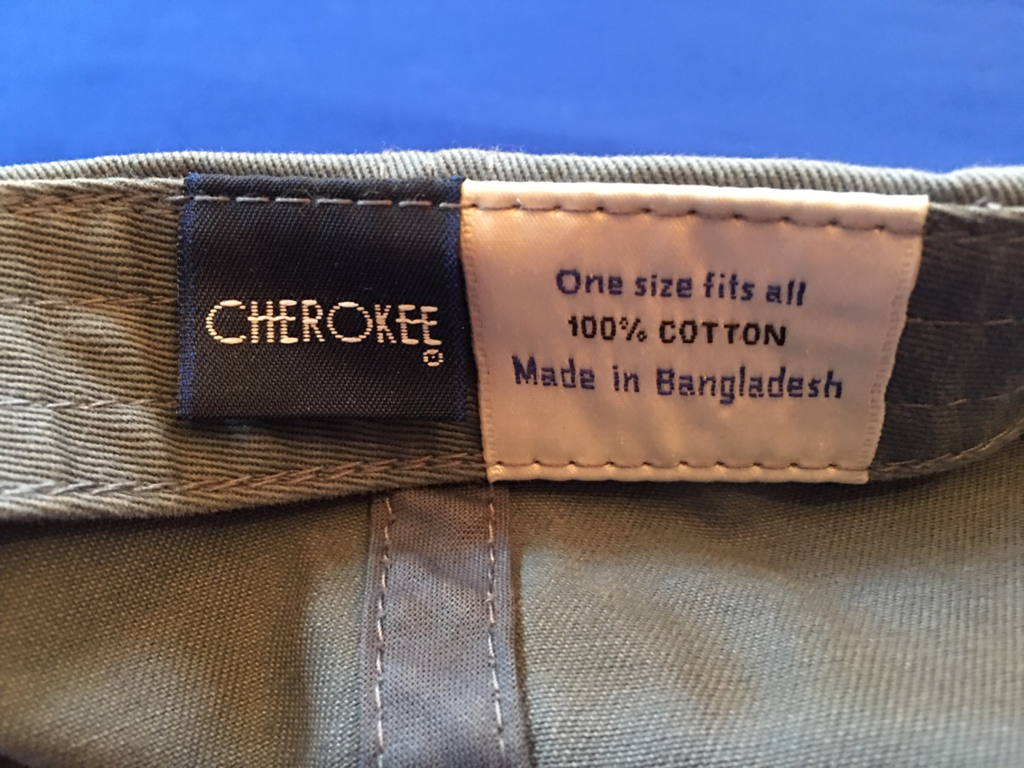 CHEROKEE®
One size fits all
100% COTTON
Made in Bangladesh